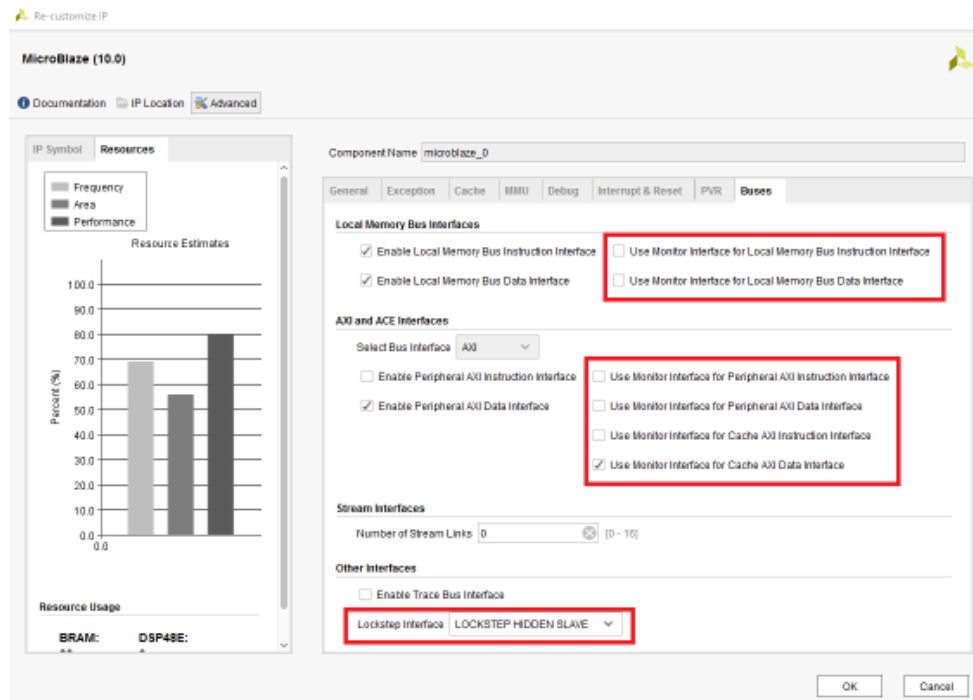 Re-customize IP
MicroBlaze (10.0)
Documentation IP Location Advanced
IP Symbol Resources
Frequency
Area
Performance
Resource Estimates
100.0
90.0
80.0
70.0
60.0
50.0
40.0
30.0
20.0
10.0
0.0
0.0
Percent (%)
Resource Usage
BRAM: DSP48E:
Component Name microblaze_0
General Exception Cache MMU Debug Interrupt & Reset PVR Buses
Local Memory Bus Interfaces
Enable Local Memory Bus Instruction Interface Use Monitor Interface for Local Memory Bus Instruction Interface
Enable Local Memory Bus Data Interface Use Monitor Interface for Local Memory Bus Data Interface
AXI and ACE Interfaces
Select Bus Interface AXI
Enable Peripheral AXI Instruction Interface Use Monitor Interface for Peripheral AXI Instruction Interface
Enable Peripheral AXI Data Interface Use Monitor Interface for Peripheral AXI Data Interface
Use Monitor Interface for Cache AXI Instruction Interface
Use Monitor Interface for Cache AXI Data Interface
Stream Interfaces
Number of Stream Links 0 [0 - 16]
Other Interfaces
Enable Trace Bus Interface
Lockstep Interface LOCKSTEP HIDDEN SLAVE
OK Cancel